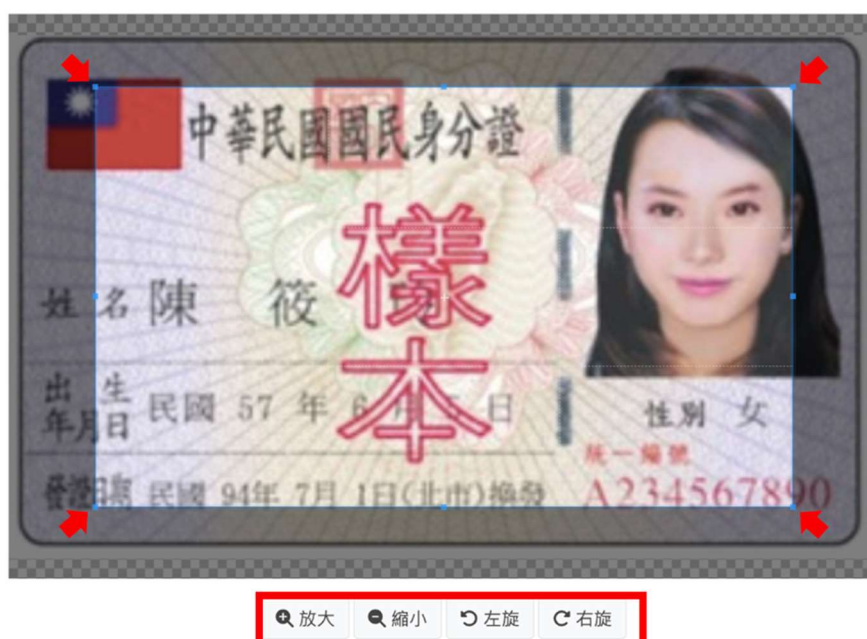 中華民國國民身分證
樣本
姓名 陳 筱
出生年月日 民國 57 年 6 月 5 日
性別 女
統一編號
A234567890
發證日期 民國 94年 7月 1日(北市)換發
放大 縮小 左旋 右旋